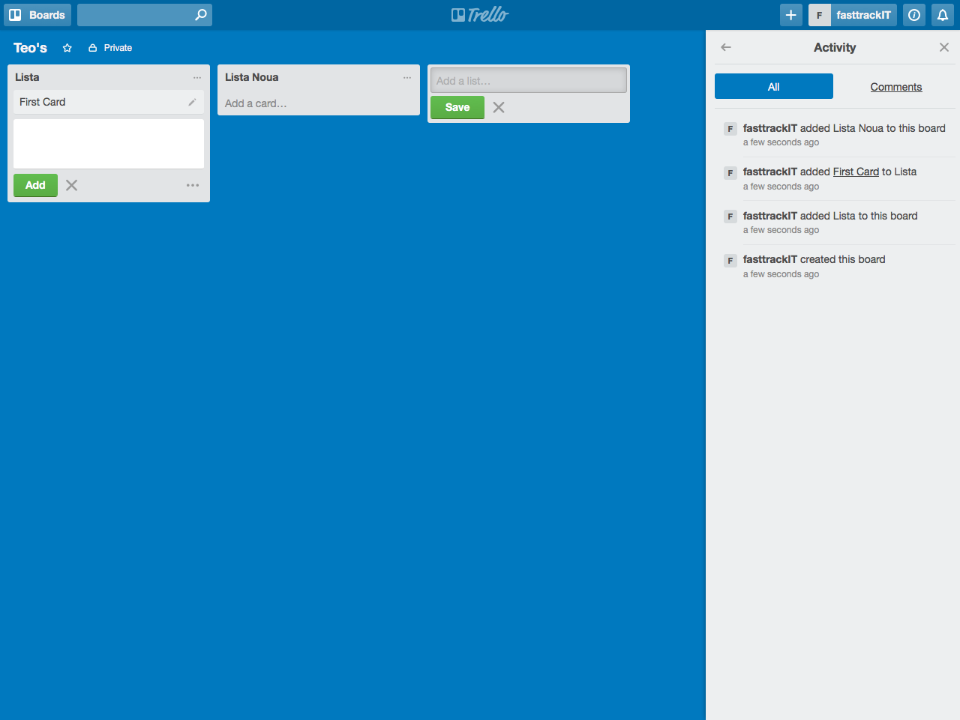 Boards
Trello
F fasttrackIT
Teo's
Private
Lista
First Card
Add
Lista Noua
Add a card…
Add a list…
Save
Activity
All
Comments
F fasttrackIT added Lista Noua to this board
a few seconds ago
F fasttrackIT added First Card to Lista
a few seconds ago
F fasttrackIT added Lista to this board
a few seconds ago
F fasttrackIT created this board
a few seconds ago